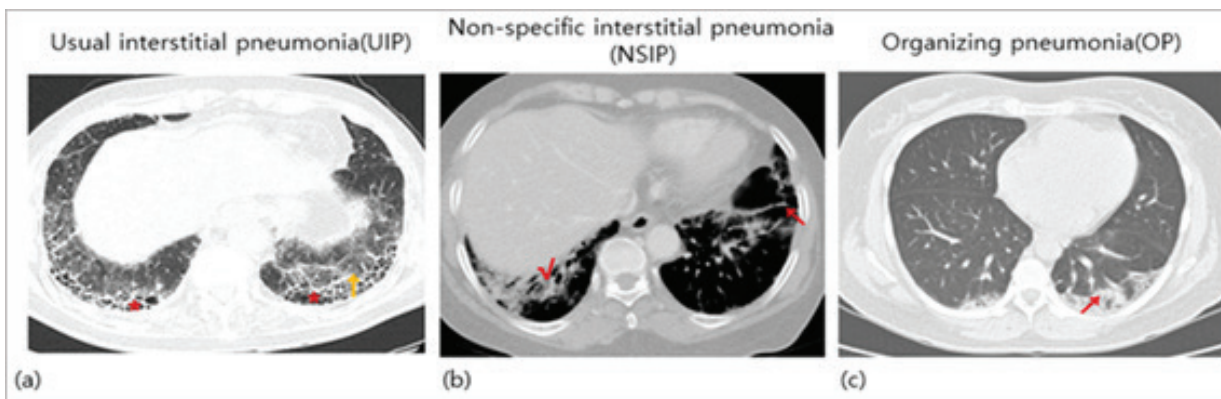 Usual interstitial pneumonia(UIP)
Non-specific interstitial pneumonia
(NSIP)
Organizing pneumonia(OP)
(a)
(b)
(c)